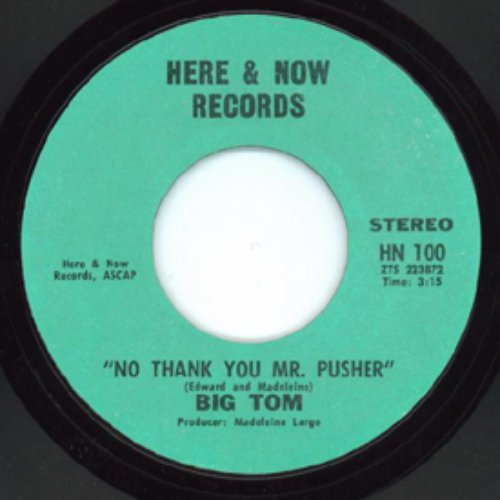 HERE & NOW
RECORDS
STEREO
HN 100
ZTS 223872
Time: 3:15
Here & Now
Records, ASCAP
"NO THANK YOU MR. PUSHER"
(Edward and Madeleine)
BIG TOM
Producer: Madeleine Large